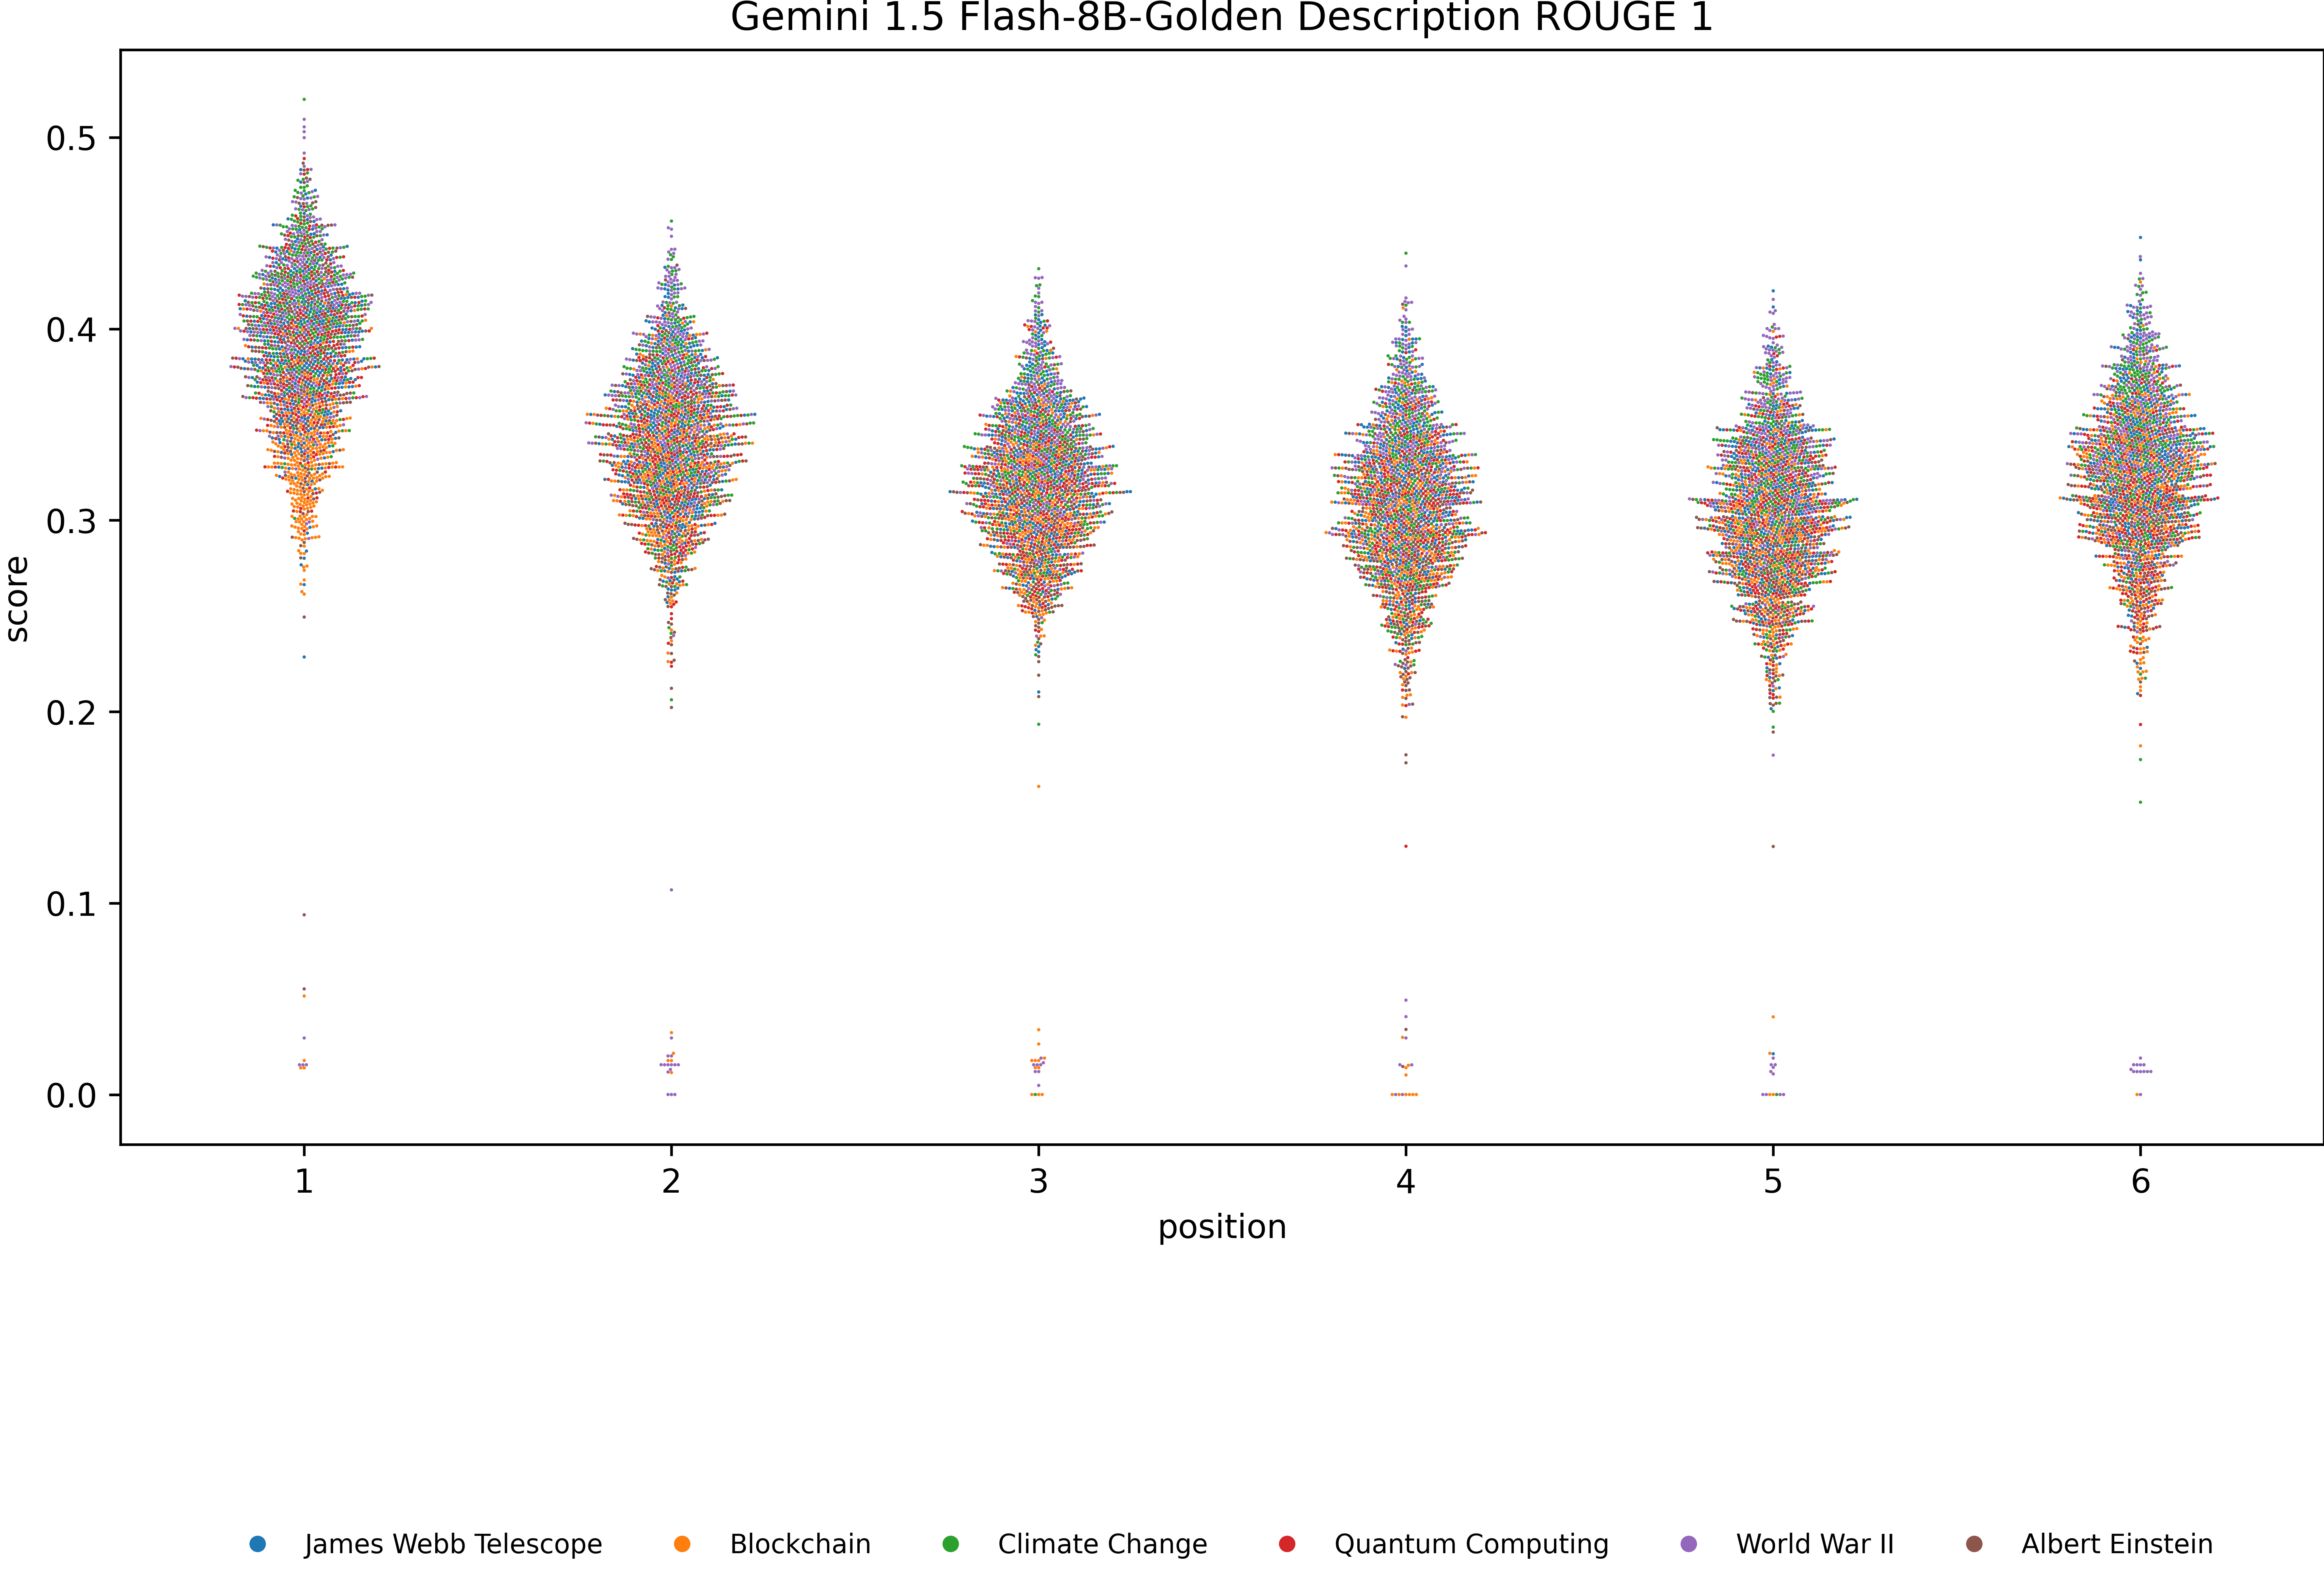 Gemini 1.5 Flash-8B-Golden Description ROUGE 1
score
0.5
0.4
0.3
0.2
0.1
0.0
1 2 3 4 5 6
position
James Webb Telescope Blockchain Climate Change Quantum Computing World War II Albert Einstein